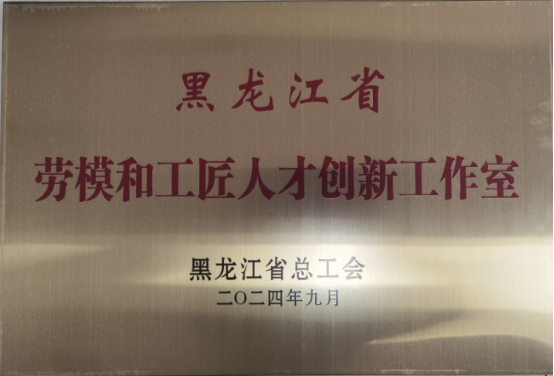 黑龙江省
劳模和工匠人才创新工作室
黑龙江省总工会
二〇二四年九月